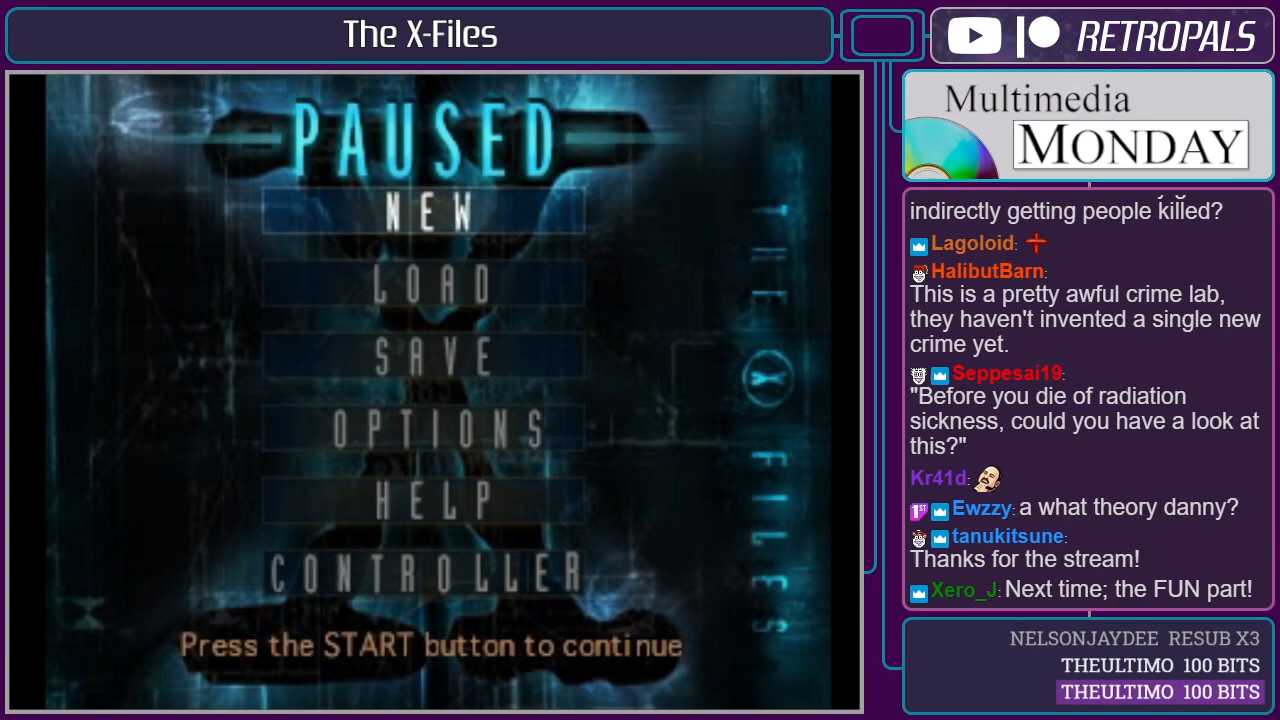 The X-Files
RETROPALS
Multimedia
MONDAY
PAUSED
NEW
LOAD
SAVE
OPTIONS
HELP
CONTROLLER
Press the START button to continue
THE X FILES
indirectly getting people killed?
Lagoloid:
HalibutBarn:
This is a pretty awful crime lab,
they haven't invented a single new
crime yet.
Seppesai19:
"Before you die of radiation
sickness, could you have a look at
this?"
Kr41d:
1ST Ewzzy: a what theory danny?
tanukitsune:
Thanks for the stream!
Xero_J: Next time; the FUN part!
NELSONJAYDEE RESUB X3
THEULTIMO 100 BITS
THEULTIMO 100 BITS